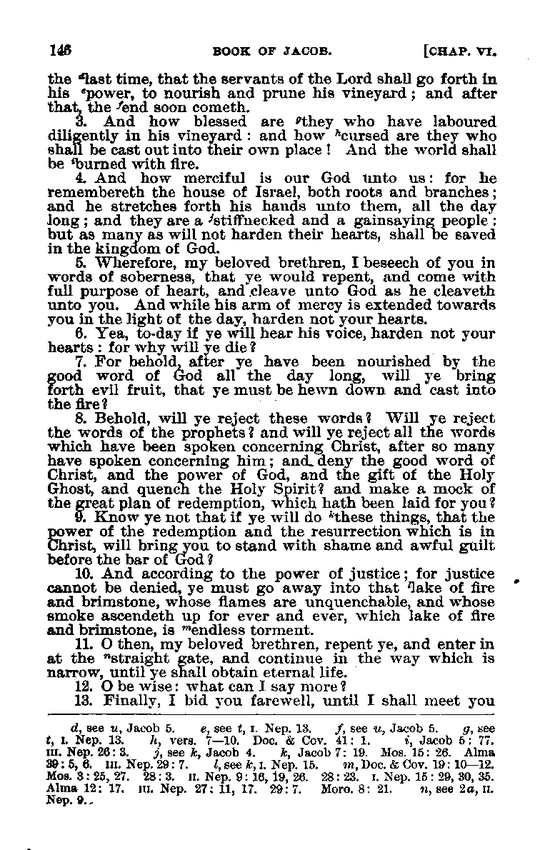 146 BOOK OF JACOB. [CHAP. VI.
the ᵈlast time, that the servants of the Lord shall go forth in
his ᵉpower, to nourish and prune his vineyard ; and after
that, the ᶠend soon cometh.
3. And how blessed are ᵍthey who have laboured
diligently in his vineyard : and how ʰcursed are they who
shall be cast out into their own place ! And the world shall
be ⁱburned with fire.
4. And how merciful is our God unto us : for he
remembereth the house of Israel, both roots and branches ;
and he stretches forth his hands unto them, all the day
long ; and they are a ʲstiffnecked and a gainsaying people :
but as many as will not harden their hearts, shall be saved
in the kingdom of God.
5. Wherefore, my beloved brethren, I beseech of you in
words of soberness, that ye would repent, and come with
full purpose of heart, and cleave unto God as he cleaveth
unto you. And while his arm of mercy is extended towards
you in the light of the day, harden not your hearts.
6. Yea, to-day if ye will hear his voice, harden not your
hearts : for why will ye die?
7. For behold, after ye have been nourished by the
good word of God all the day long, will ye bring
forth evil fruit, that ye must be hewn down and cast into
the fire?
8. Behold, will ye reject these words? Will ye reject
the words of the prophets? and will ye reject all the words
which have been spoken concerning Christ, after so many
have spoken concerning him ; and deny the good word of
Christ, and the power of God, and the gift of the Holy
Ghost, and quench the Holy Spirit? and make a mock of
the great plan of redemption, which hath been laid for you?
9. Know ye not that if ye will do ᵏthese things, that the
power of the redemption and the resurrection which is in
Christ, will bring you to stand with shame and awful guilt
before the bar of God?
10. And according to the power of justice ; for justice
cannot be denied, ye must go away into that ˡlake of fire
and brimstone, whose flames are unquenchable, and whose
smoke ascendeth up for ever and ever, which lake of fire
and brimstone, is ᵐendless torment.
11. O then, my beloved brethren, repent ye, and enter in
at the ⁿstraight gate, and continue in the way which is
narrow, until ye shall obtain eternal life.
12. O be wise : what can I say more?
13. Finally, I bid you farewell, until I shall meet you
d, see u, Jacob 5. e, see t, I. Nep. 13. f, see u, Jacob 5. g, see
t, I. Nep. 13. h, vers. 7—10. Doc. & Cov. 41 : 1. i, Jacob 5 : 77.
III. Nep. 26 : 3. j, see k, Jacob 4. k, Jacob 7 : 19. Mos. 15 : 26. Alma
39 : 5, 6. III. Nep. 29 : 7. l, see k, I. Nep. 15. m, Doc. & Cov. 19 : 10—12.
Mos. 3 : 25, 27. 28 : 3. II. Nep. 9 : 16, 19, 26. 28 : 23. I. Nep. 15 : 29, 30, 35.
Alma 12 : 17. III. Nep. 27 : 11, 17. 29 : 7. Moro. 8 : 21. n, see 2a, II.
Nep. 9.